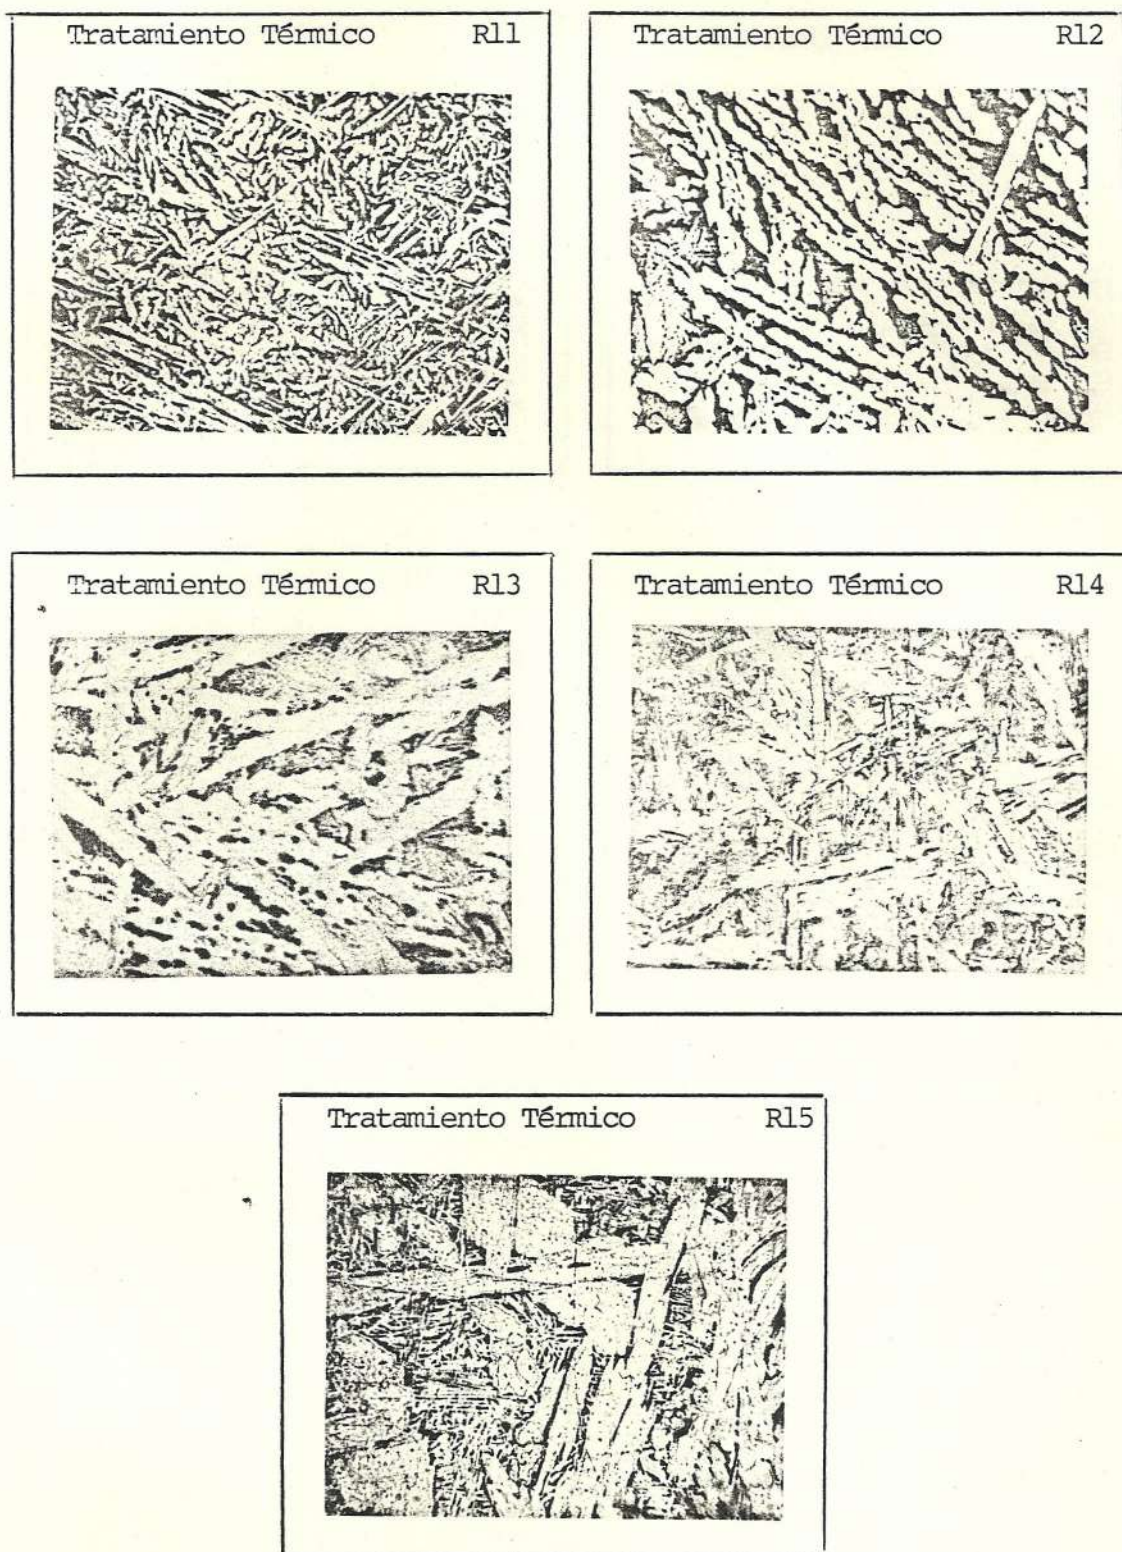 Tratamiento Térmico R11
Tratamiento Térmico R12
Tratamiento Térmico R13
Tratamiento Térmico R14
Tratamiento Térmico R15